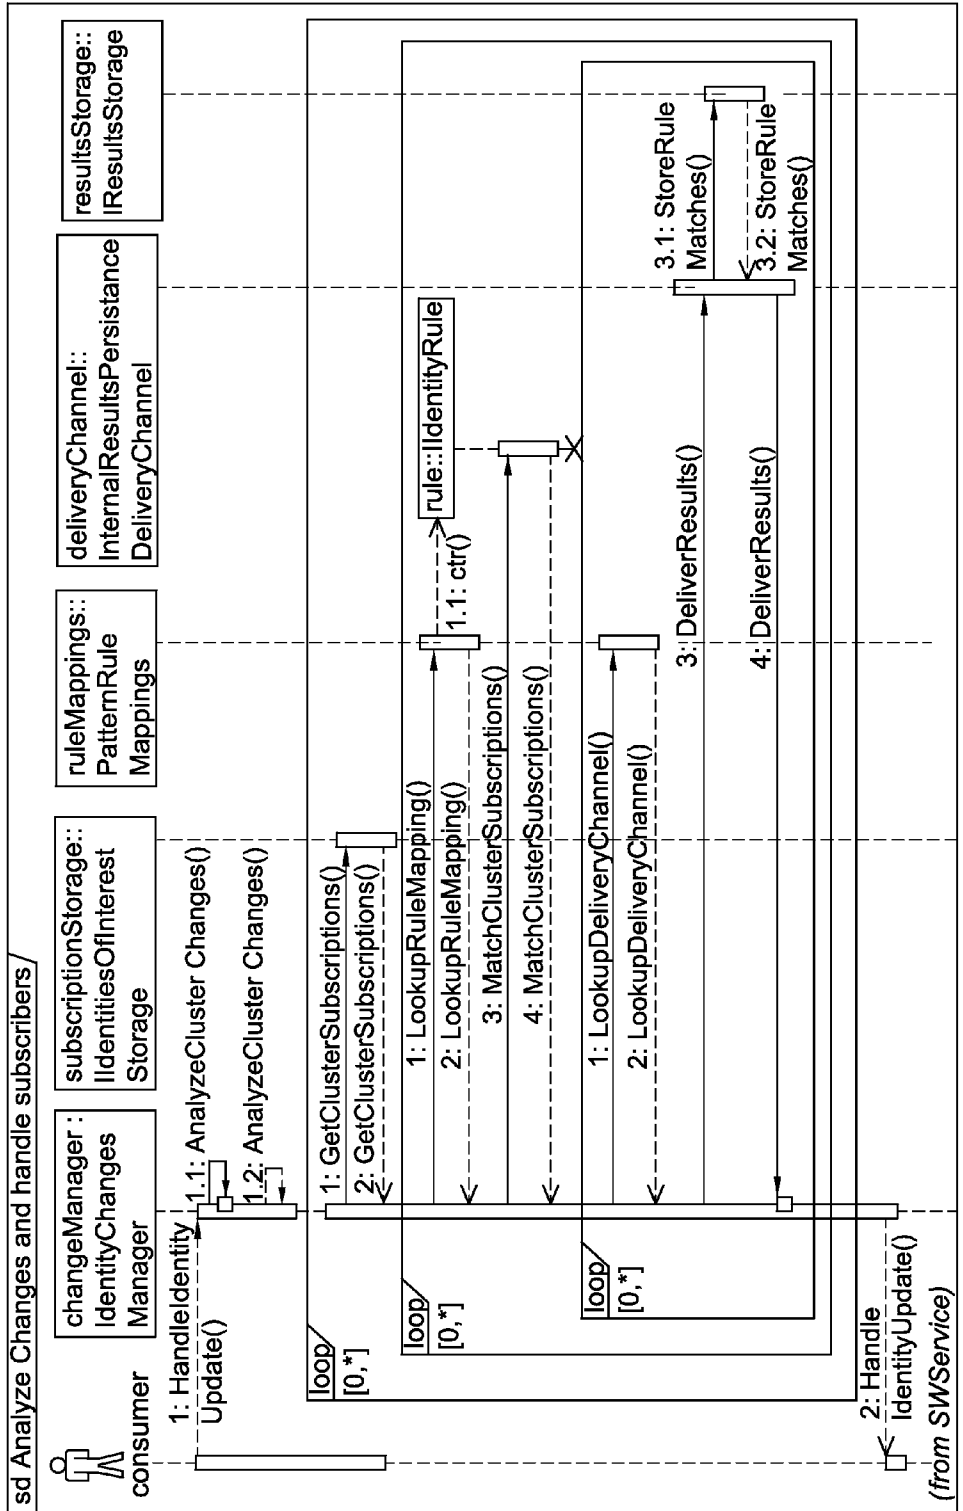 sd Analyze Changes and handle subscribers
consumer
changeManager :
IdentityChanges
Manager
subscriptionStorage::
IIdentitiesOfInterest
Storage
ruleMappings::
PatternRule
Mappings
deliveryChannel::
InternalResultsPersistance
DeliveryChannel
resultsStorage::
IResultsStorage
1: HandleIdentity
Update()
1.1: AnalyzeCluster Changes()
1.2: AnalyzeCluster Changes()
loop
[0,*]
1: GetClusterSubscriptions()
2: GetClusterSubscriptions()
loop
[0,*]
1: LookupRuleMapping()
2: LookupRuleMapping()
1.1: ctr()
rule::IIdentityRule
3: MatchClusterSubscriptions()
4: MatchClusterSubscriptions()
loop
[0,*]
1: LookupDeliveryChannel()
2: LookupDeliveryChannel()
3: DeliverResults()
3.1: StoreRule
Matches()
3.2: StoreRule
Matches()
4: DeliverResults()
2: Handle
IdentityUpdate()
(from SWService)